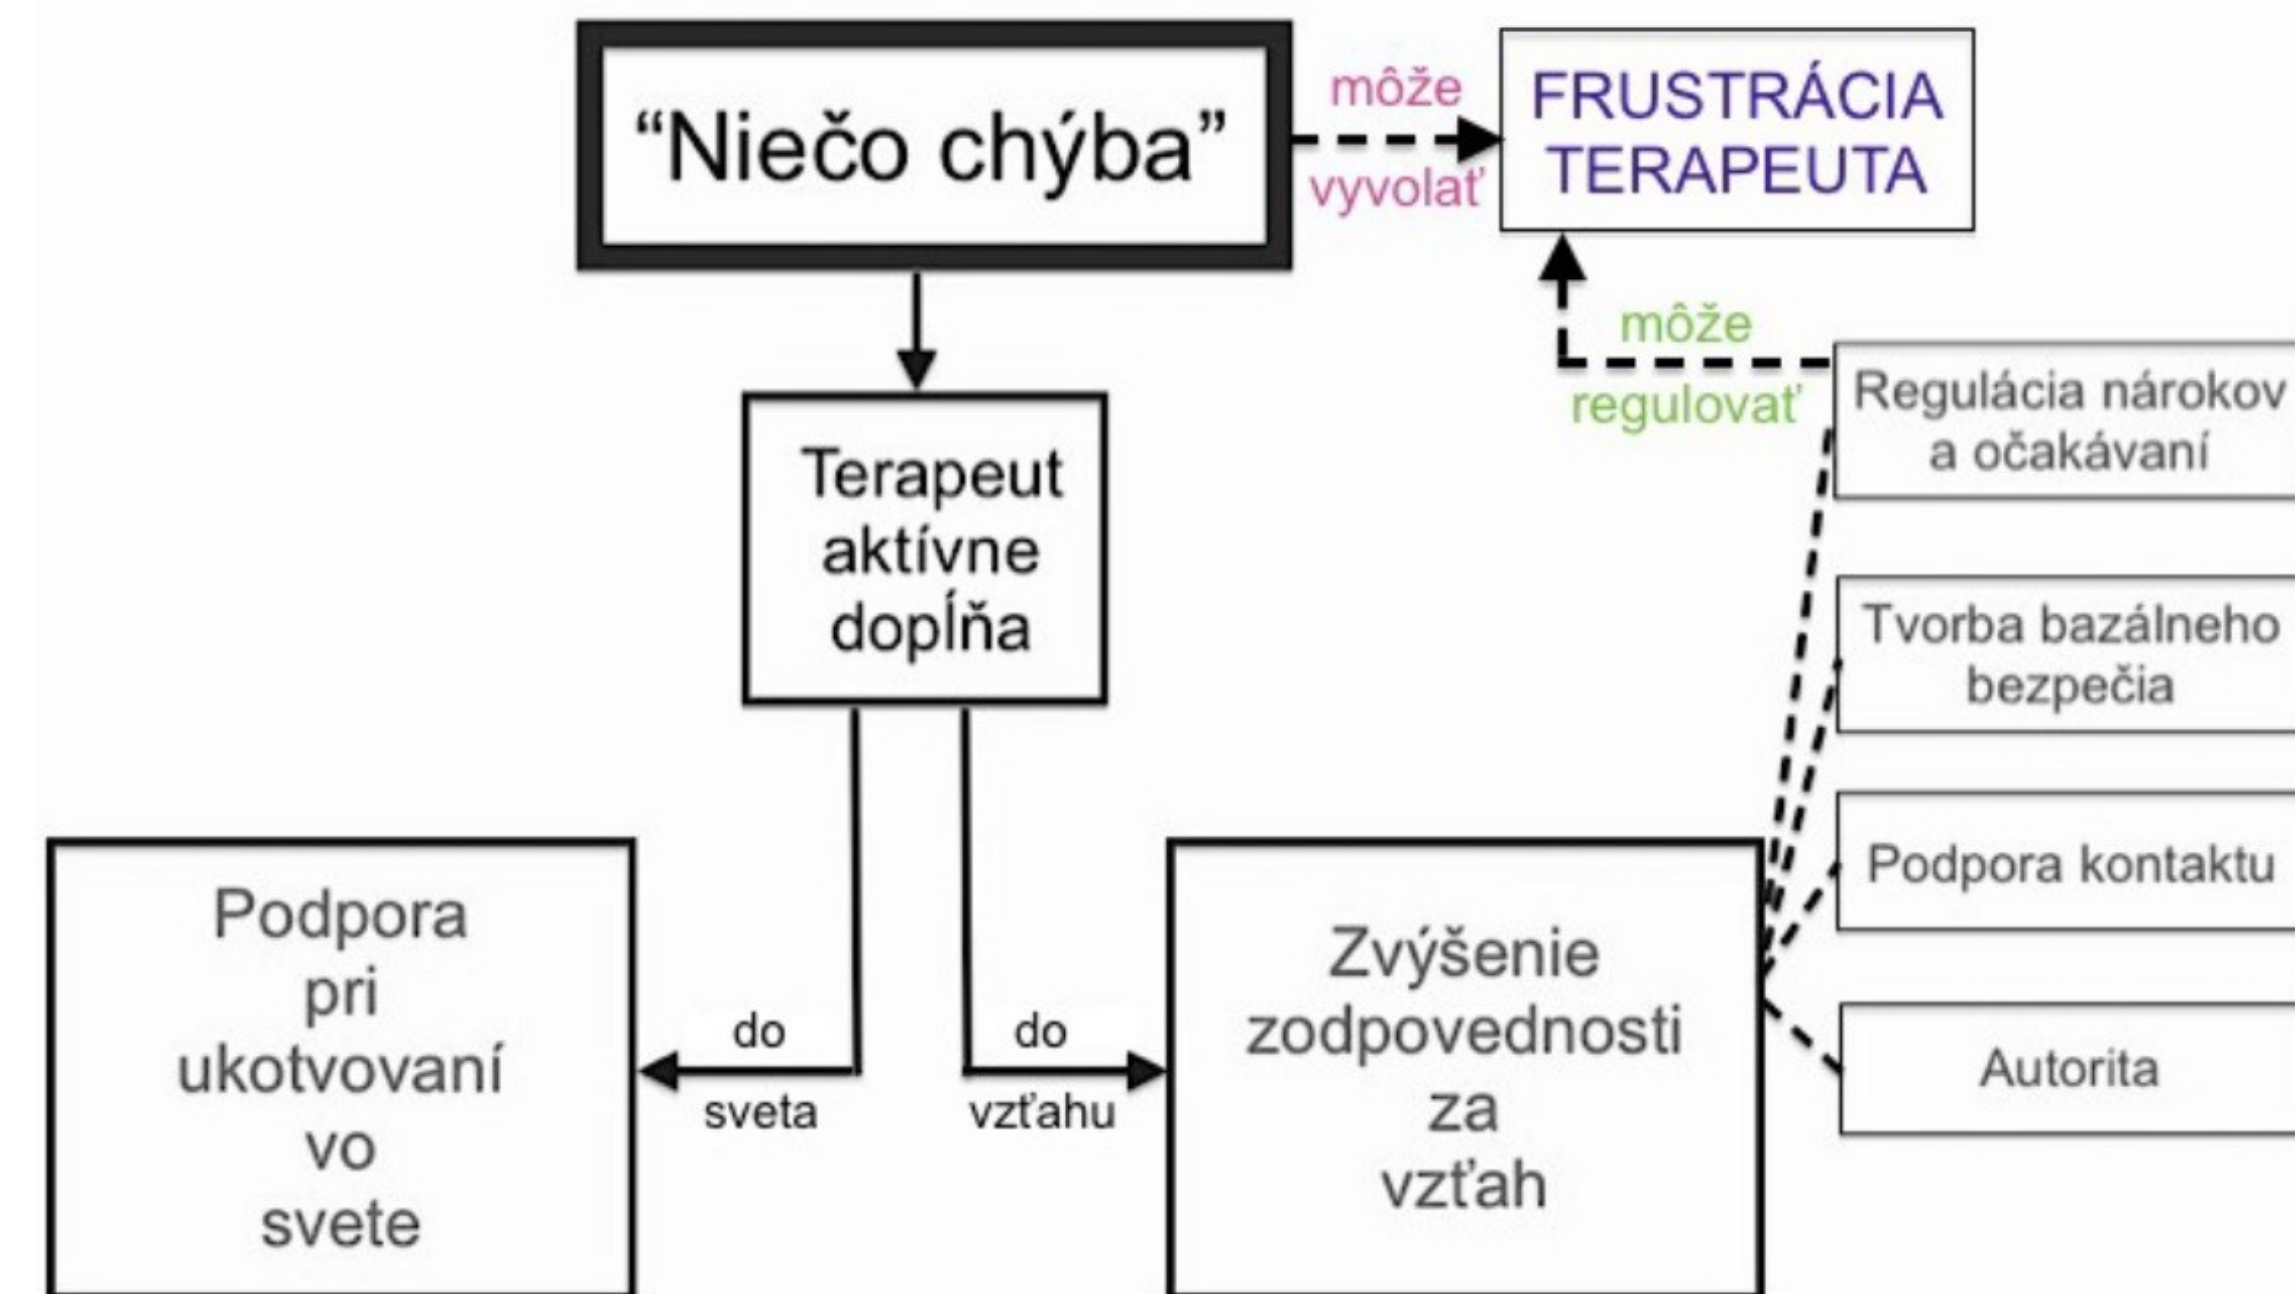 “Niečo chýba”
môže
vyvolať
FRUSTRÁCIA
TERAPEUTA
môže
regulovať
Regulácia nárokov
a očakávaní
Terapeut
aktívne
dopĺňa
Tvorba bazálneho
bezpečia
Podpora kontaktu
Autorita
Podpora
pri
ukotvovaní
vo
svete
do
sveta
do
vzťahu
Zvýšenie
zodpovednosti
za
vzťah